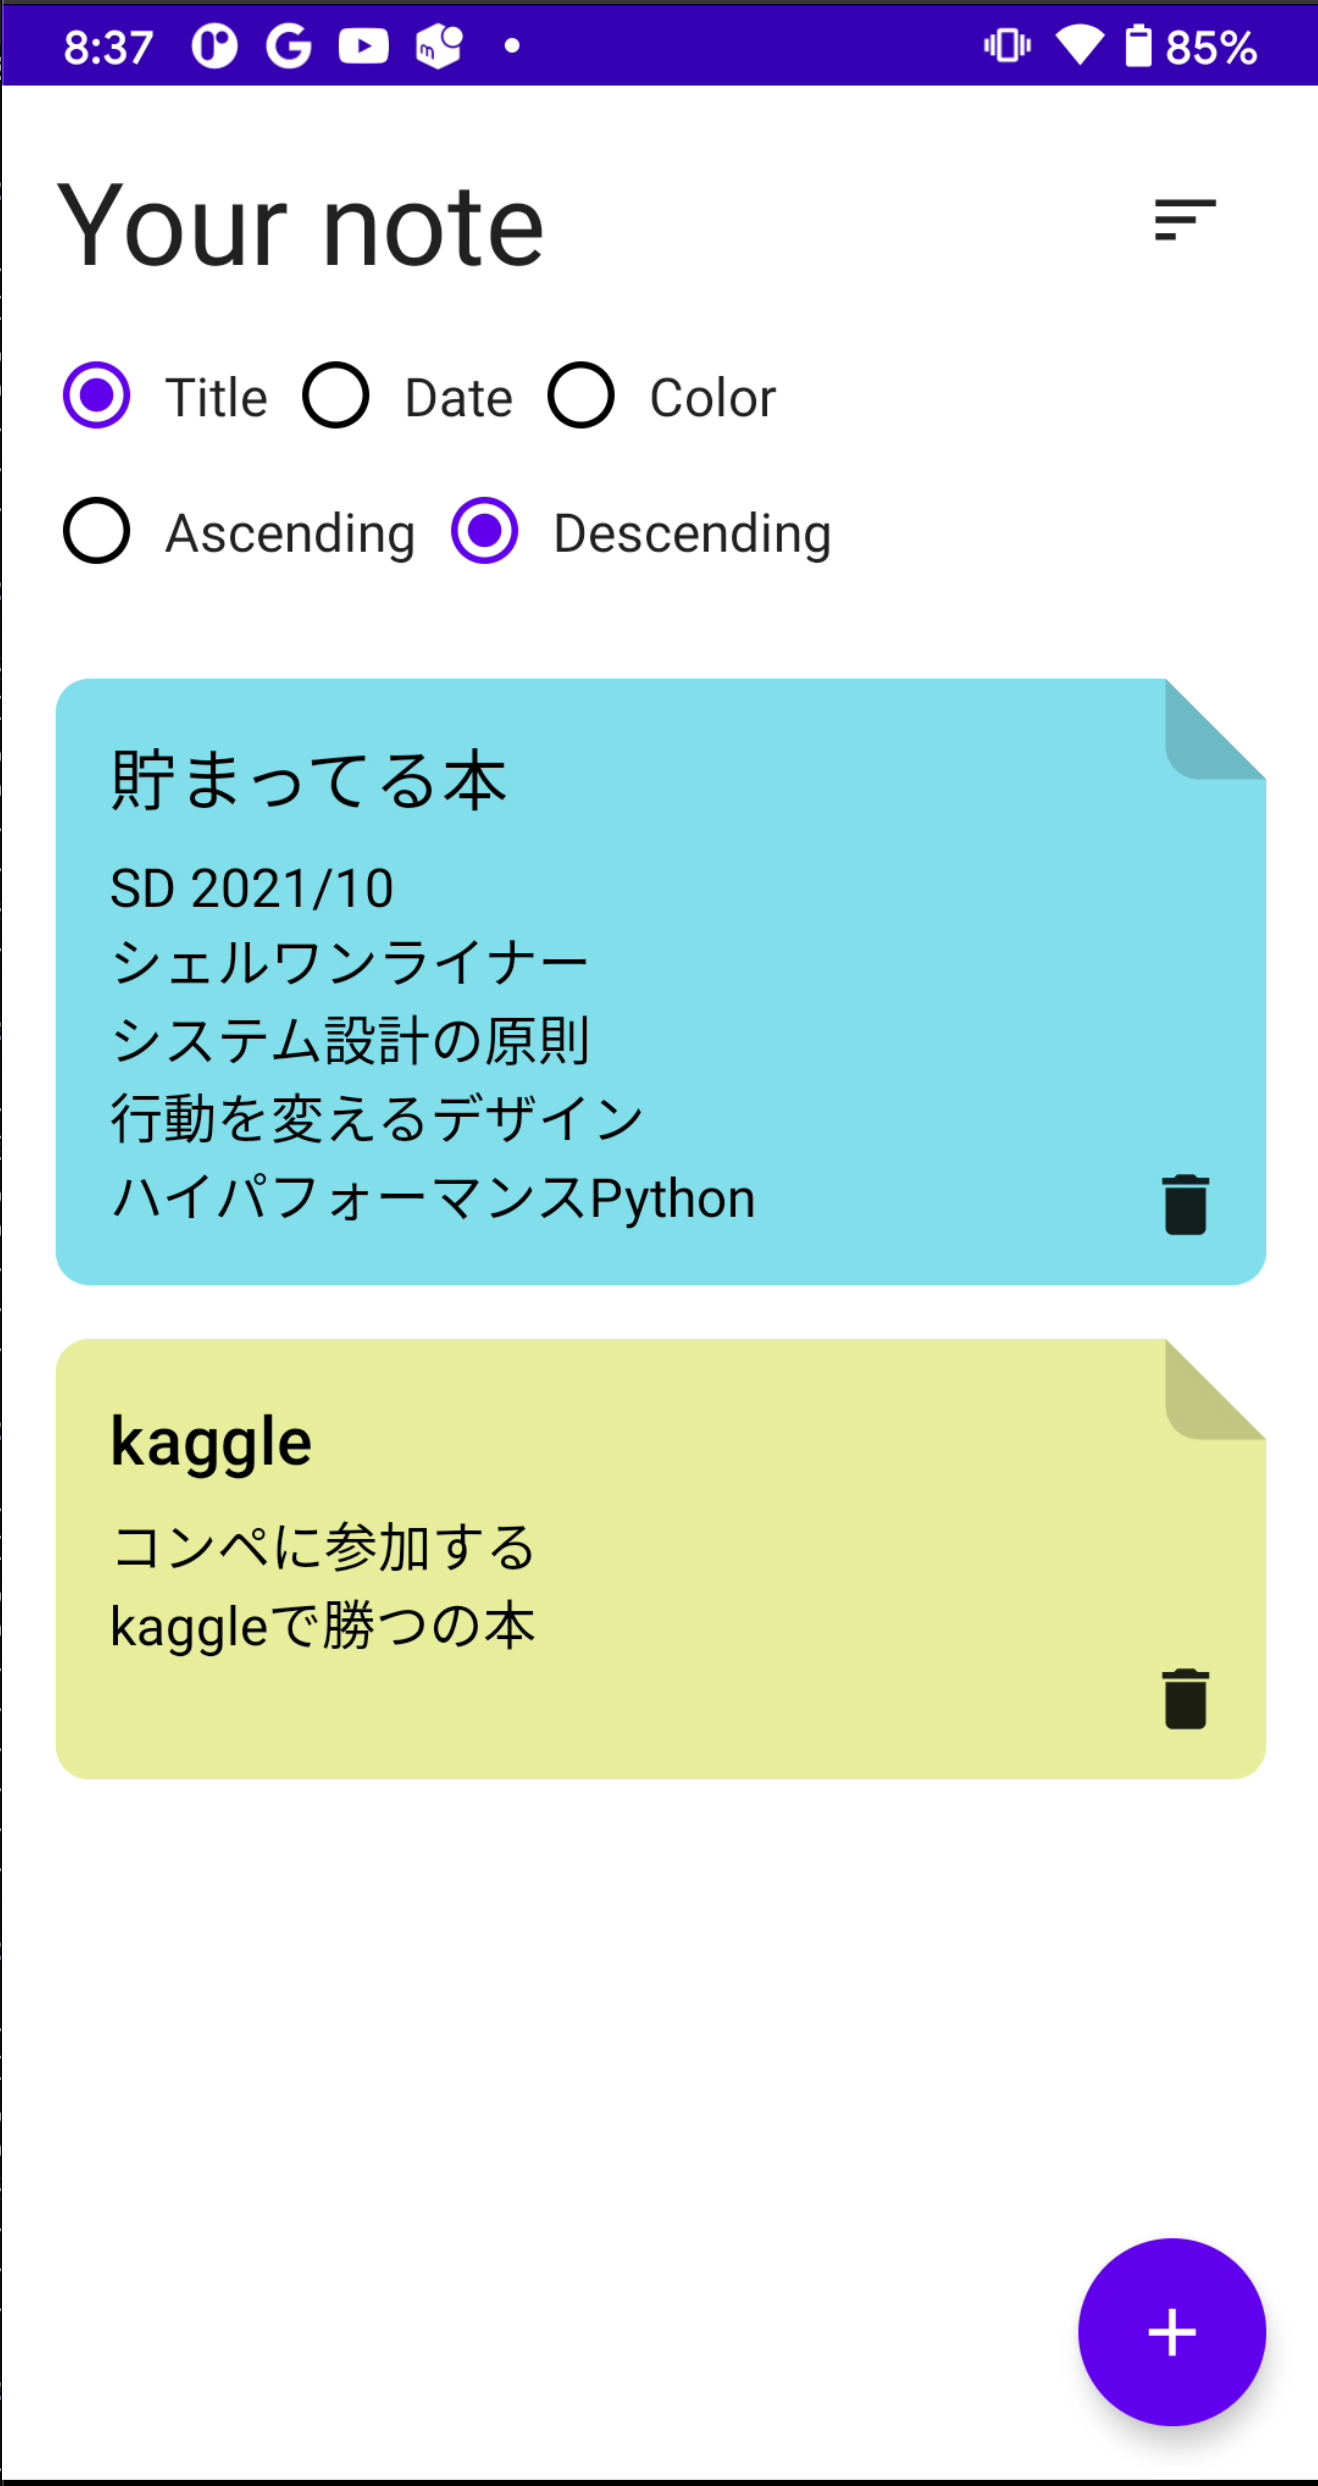 8:37
85%
Your note
Title Date Color
Ascending Descending
貯まってる本
SD 2021/10
シェルワンライナー
システム設計の原則
行動を変えるデザイン
ハイパフォーマンスPython
kaggle
コンペに参加する
kaggleで勝つの本